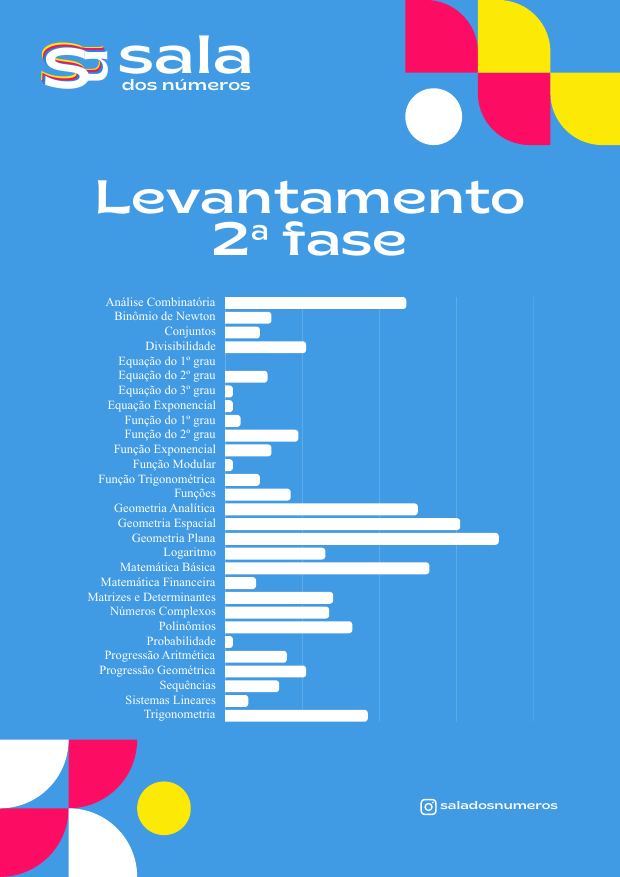 sala
dos números
Levantamento
2ª fase
Análise Combinatória
Binômio de Newton
Conjuntos
Divisibilidade
Equação do 1º grau
Equação do 2º grau
Equação do 3º grau
Equação Exponencial
Função do 1º grau
Função do 2º grau
Função Exponencial
Função Modular
Função Trigonométrica
Funções
Geometria Analítica
Geometria Espacial
Geometria Plana
Logaritmo
Matemática Básica
Matemática Financeira
Matrizes e Determinantes
Números Complexos
Polinômios
Probabilidade
Progressão Aritmética
Progressão Geométrica
Sequências
Sistemas Lineares
Trigonometria
saladosnumeros